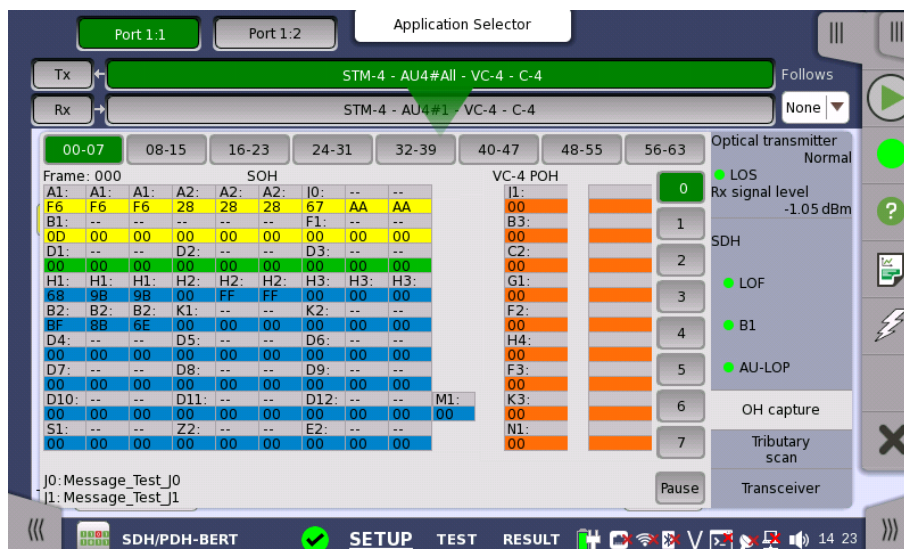 Port 1:1 Port 1:2 Application Selector
Tx STM-4 - AU4#All - VC-4 - C-4 Follows
Rx STM-4 - AU4#1 - VC-4 - C-4 None
00-07 08-15 16-23 24-31 32-39 40-47 48-55 56-63
Optical transmitter
Normal
LOS
Rx signal level
-1.05 dBm
SDH
LOF
B1
AU-LOP
OH capture
Tributary
scan
Transceiver
Frame: 000 SOH VC-4 POH
A1: A1: A1: A2: A2: A2: J0: -- -- J1:
F6 F6 F6 28 28 28 67 AA AA 00
B1: -- -- -- -- -- F1: -- -- B3:
0D 00 00 00 00 00 00 00 00 00
D1: -- -- D2: -- -- D3: -- -- C2:
00 00 00 00 00 00 00 00 00 00
H1: H1: H1: H2: H2: H2: H3: H3: H3: G1:
68 9B 9B 00 FF FF 00 00 00 00
B2: B2: B2: K1: -- -- K2: -- -- F2:
BF 8B 6E 00 00 00 00 00 00 00
D4: -- -- D5: -- -- D6: -- -- H4:
00 00 00 00 00 00 00 00 00 00
D7: -- -- D8: -- -- D9: -- -- F3:
00 00 00 00 00 00 00 00 00 00
D10: -- -- D11: -- -- D12: -- -- M1: K3:
00 00 00 00 00 00 00 00 00 00 00
S1: -- -- Z2: -- -- E2: -- -- N1:
00 00 00 00 00 00 00 00 00 00
0
1
2
3
4
5
6
7
J0: Message_Test_J0
J1: Message_Test_J1
Pause
SDH/PDH-BERT SETUP TEST RESULT 14 23